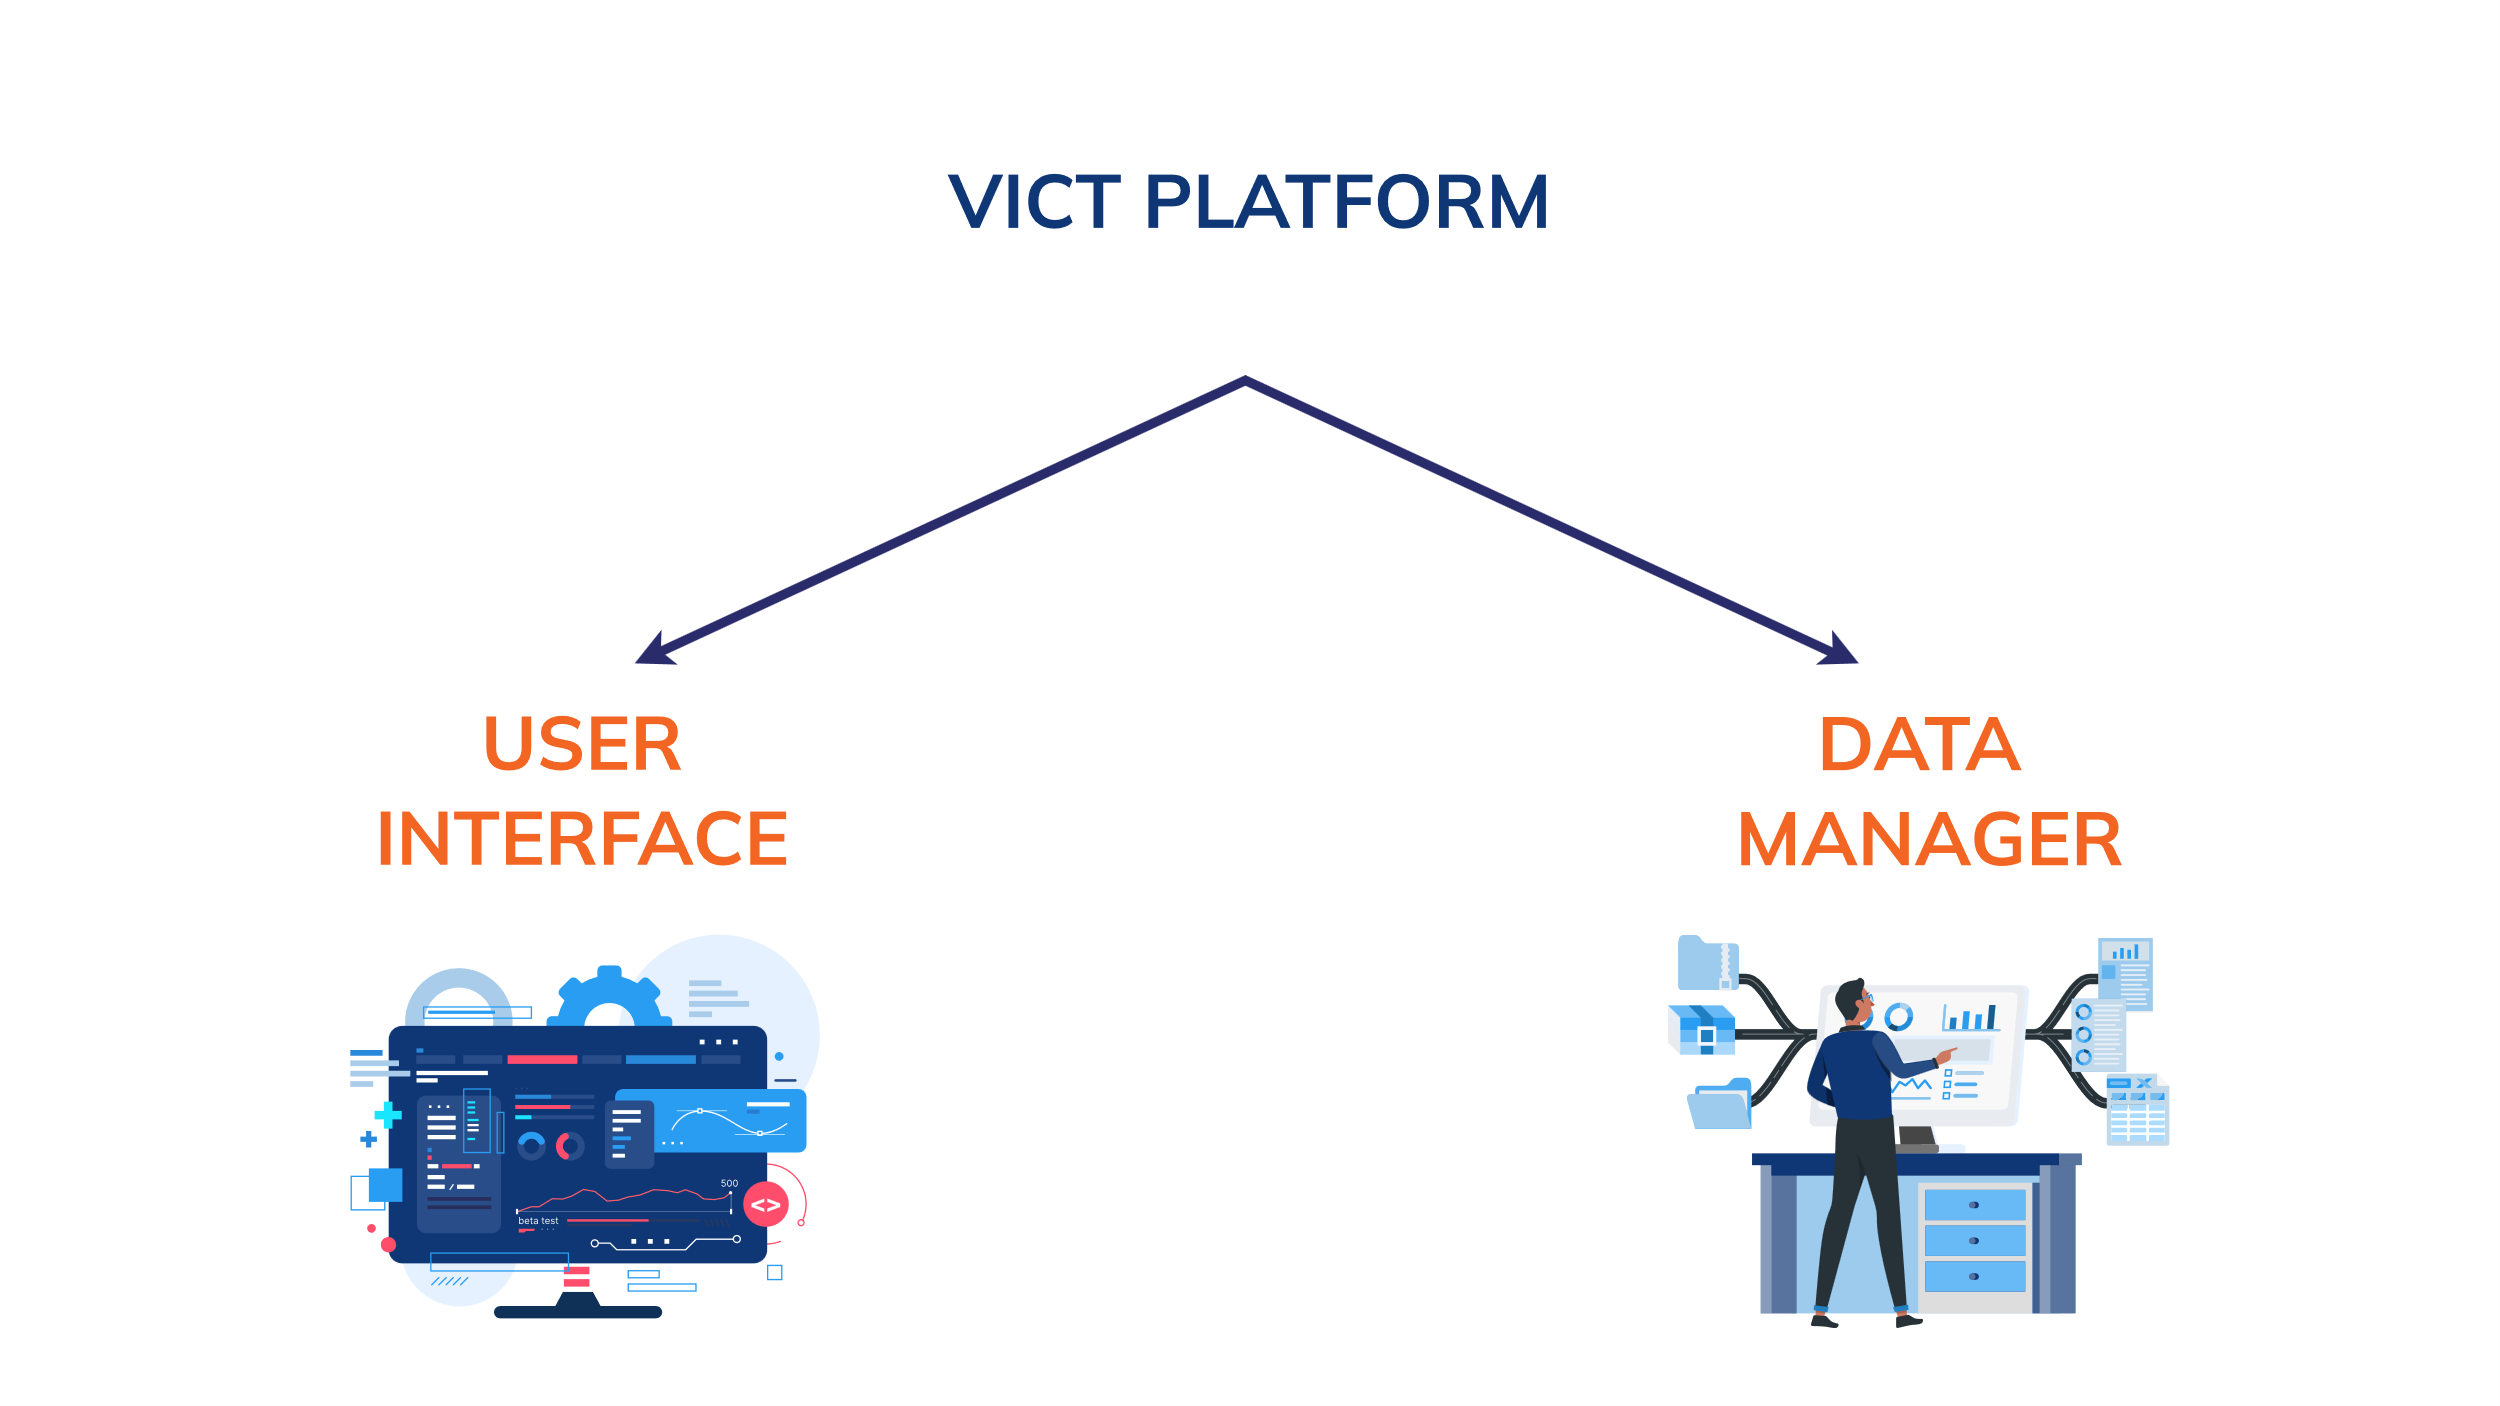 VICT PLATFORM
USER
INTERFACE
DATA
MANAGER
500
beta test
<>